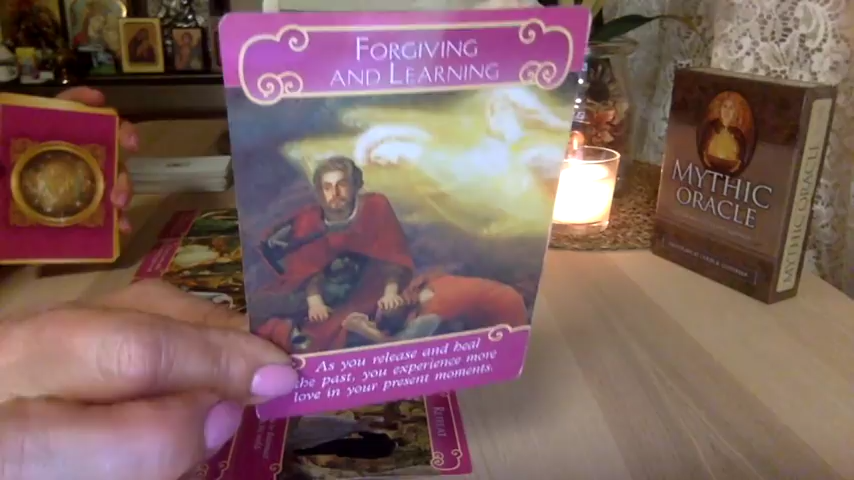 FORGIVING
AND LEARNING
As you release and heal
the past, you experience more
love in your present moments.
MYTHIC
ORACLE
MYTHIC ORACLE
RETREAT